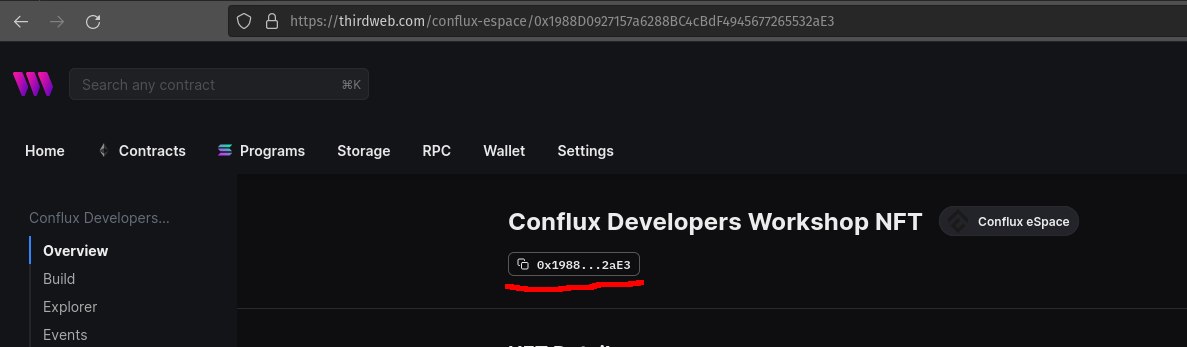 https://thirdweb.com/conflux-espace/0x1988D0927157a6288BC4cBdF4945677265532aE3
Search any contract ⌘K
Home Contracts Programs Storage RPC Wallet Settings
Conflux Developers...
Overview
Build
Explorer
Events
Conflux Developers Workshop NFT Conflux eSpace
0x1988...2aE3